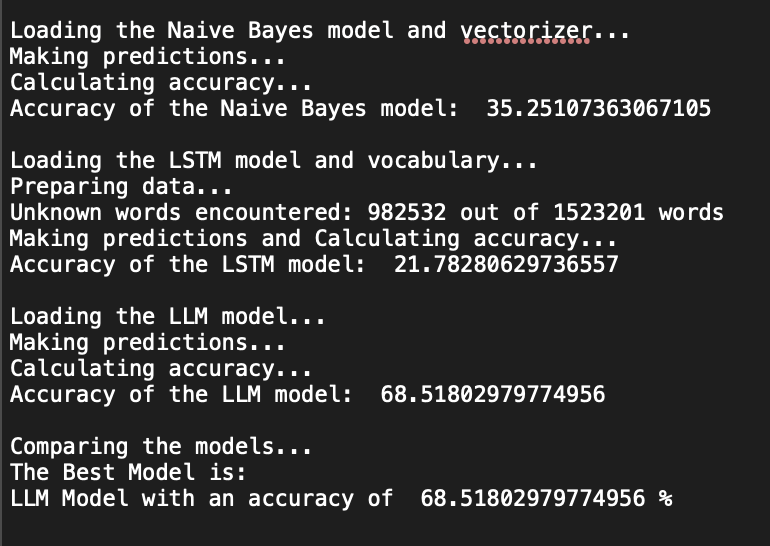 Loading the Naive Bayes model and vectorizer...
Making predictions...
Calculating accuracy...
Accuracy of the Naive Bayes model:  35.25107363067105
Loading the LSTM model and vocabulary...
Preparing data...
Unknown words encountered: 982532 out of 1523201 words
Making predictions and Calculating accuracy...
Accuracy of the LSTM model:  21.78280629736557
Loading the LLM model...
Making predictions...
Calculating accuracy...
Accuracy of the LLM model:  68.51802979774956
Comparing the models...
The Best Model is:
LLM Model with an accuracy of  68.51802979774956 %